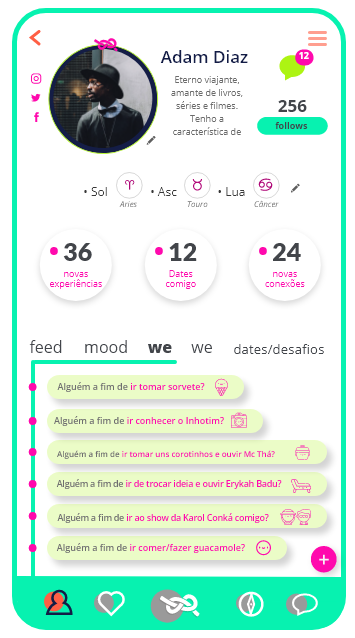 Adam Diaz
12
Eterno viajante,
amante de livros,
séries e filmes.
Tenho a
característica de
256
follows
• Sol
Aries
• Asc
Touro
• Lua
Câncer
36
novas
experiências
12
Dates
comigo
24
novas
conexões
feed mood we we dates/desafios
Alguém a fim de ir tomar sorvete?
Alguém a fim de ir conhecer o Inhotim?
Alguém a fim de ir tomar uns corotinhos e ouvir Mc Thá?
Alguém a fim de ir de trocar ideia e ouvir Erykah Badu?
Alguém a fim de ir ao show da Karol Conká comigo?
Alguém a fim de ir comer/fazer guacamole?
+